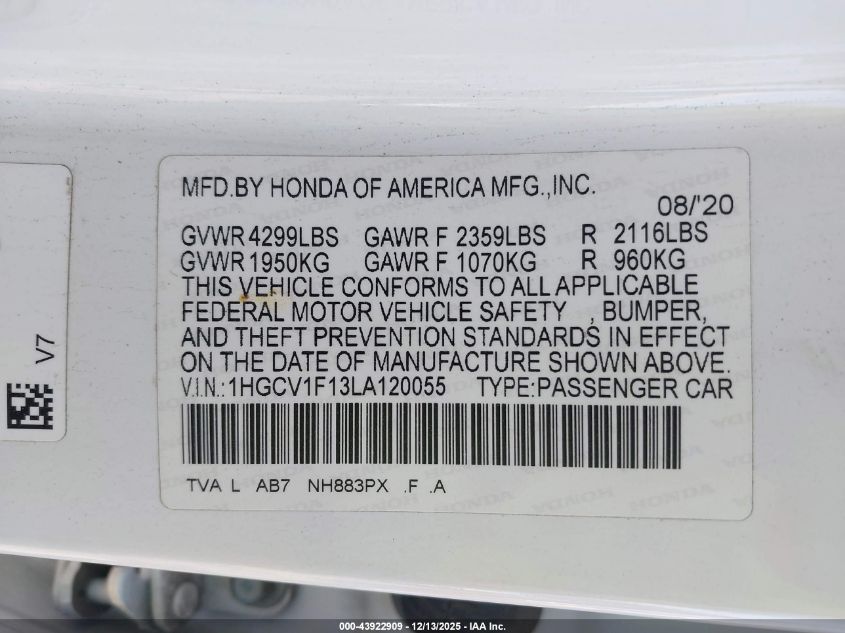 MFD.BY HONDA OF AMERICA MFG.,INC.
08/'20
GVWR 4299LBS GAWR F 2359LBS R 2116LBS
GVWR 1950KG GAWR F 1070KG R 960KG
THIS VEHICLE CONFORMS TO ALL APPLICABLE
FEDERAL MOTOR VEHICLE SAFETY , BUMPER,
AND THEFT PREVENTION STANDARDS IN EFFECT
ON THE DATE OF MANUFACTURE SHOWN ABOVE.
V.I.N.:1HGCV1F13LA120055 TYPE:PASSENGER CAR
TVA L AB7 NH883PX .F .A
V7
000-43922909 - 12/13/2025 - IAA Inc.